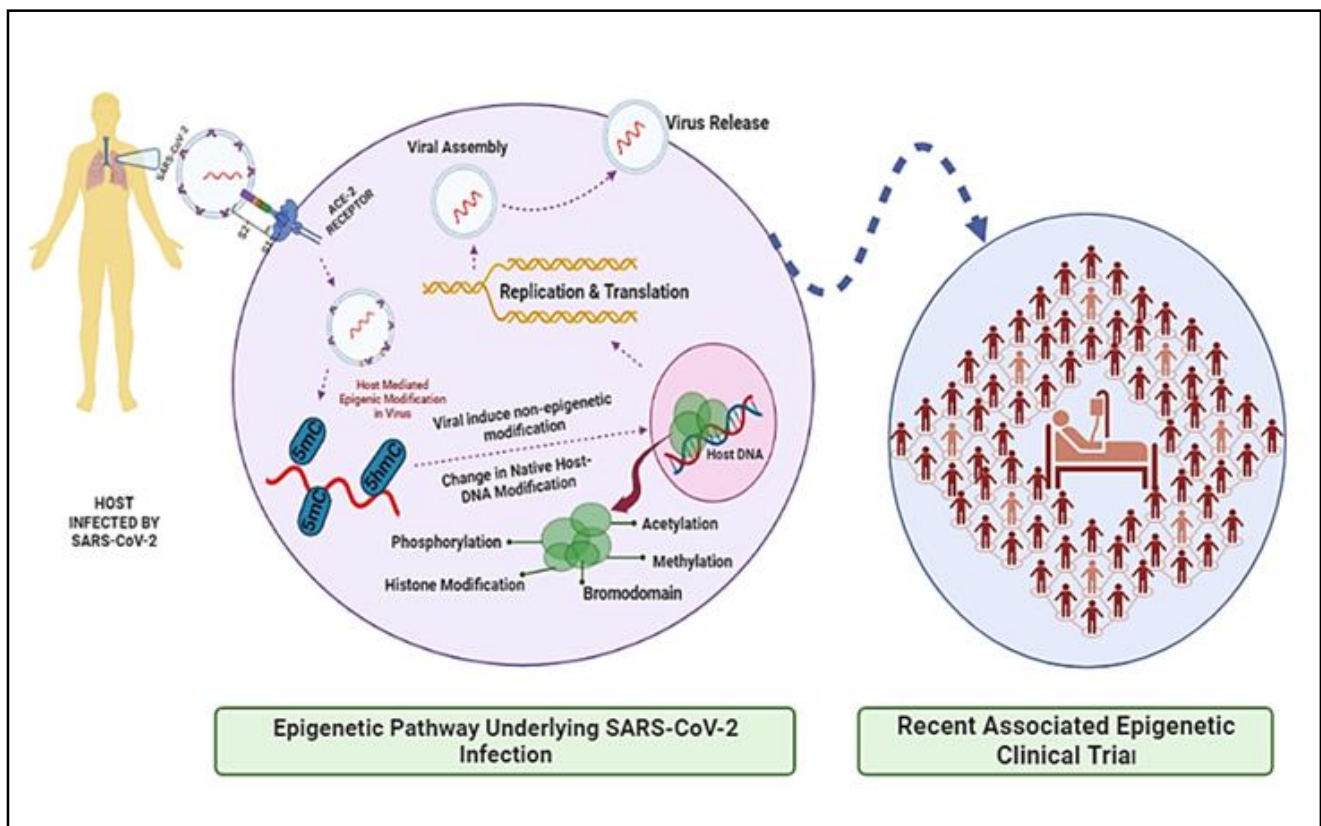 SARS-CoV-2
S2
S1
ACE-2
RECEPTOR
HOST
INFECTED BY
SARS-CoV-2
Viral Assembly
Virus Release
Replication & Translation
Host Mediated
Epigenic Modification
in Virus
5mC
5mC
5hmC
Viral induce non-epigenetic
modification
Change in Native Host-
DNA Modification
Host DNA
Phosphorylation
Histone Modification
Acetylation
Methylation
Bromodomain
Epigenetic Pathway Underlying SARS-CoV-2
Infection
Recent Associated Epigenetic
Clinical Trial